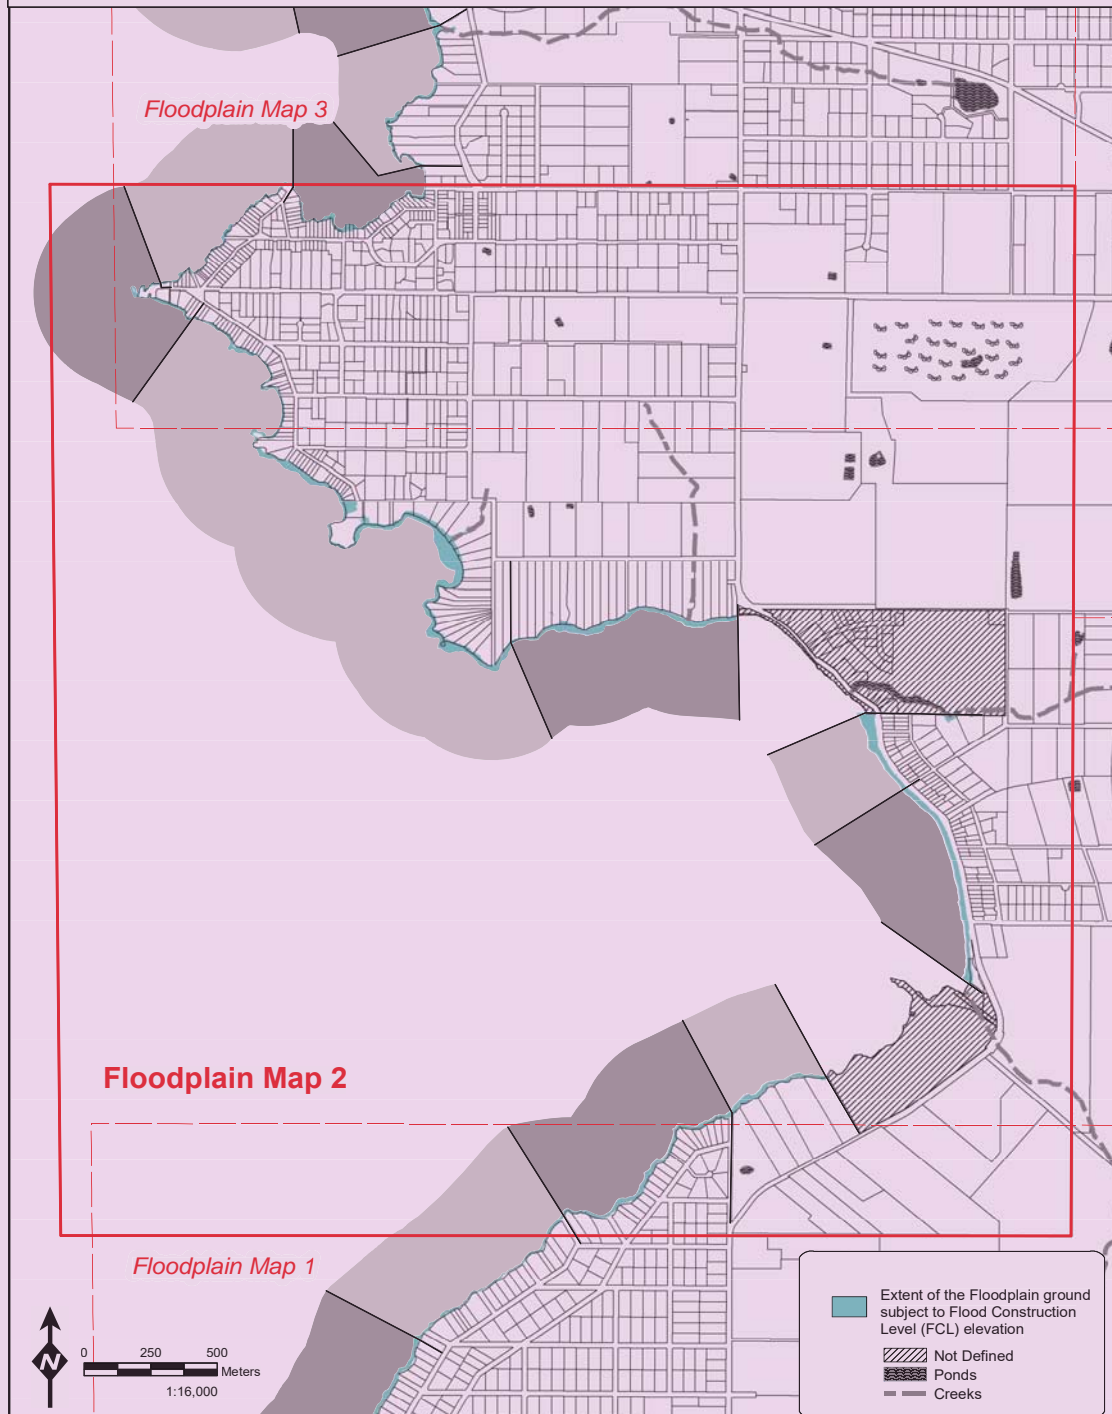 Floodplain Map 3
Floodplain Map 2
Floodplain Map 1
N
0 250 500
Meters
1:16,000
Extent of the Floodplain ground
subject to Flood Construction
Level (FCL) elevation
Not Defined
Ponds
Creeks